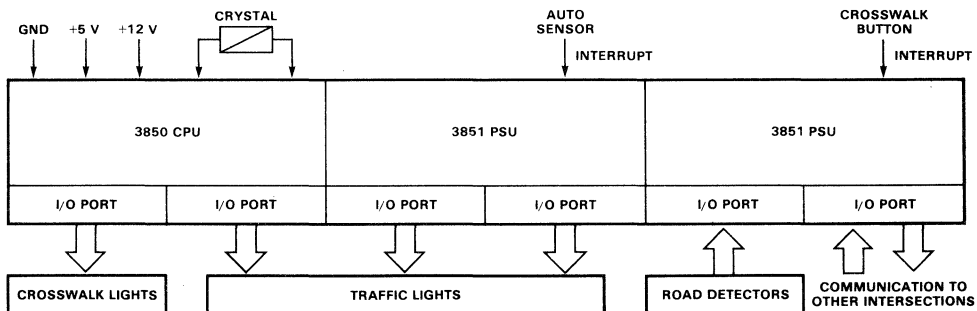 CRYSTAL
GND +5 V +12 V
AUTO
SENSOR
INTERRUPT
CROSSWALK
BUTTON
INTERRUPT
3850 CPU
3851 PSU
3851 PSU
I/O PORT
I/O PORT
I/O PORT
I/O PORT
I/O PORT
I/O PORT
CROSSWALK LIGHTS
TRAFFIC LIGHTS
ROAD DETECTORS
COMMUNICATION TO
OTHER INTERSECTIONS